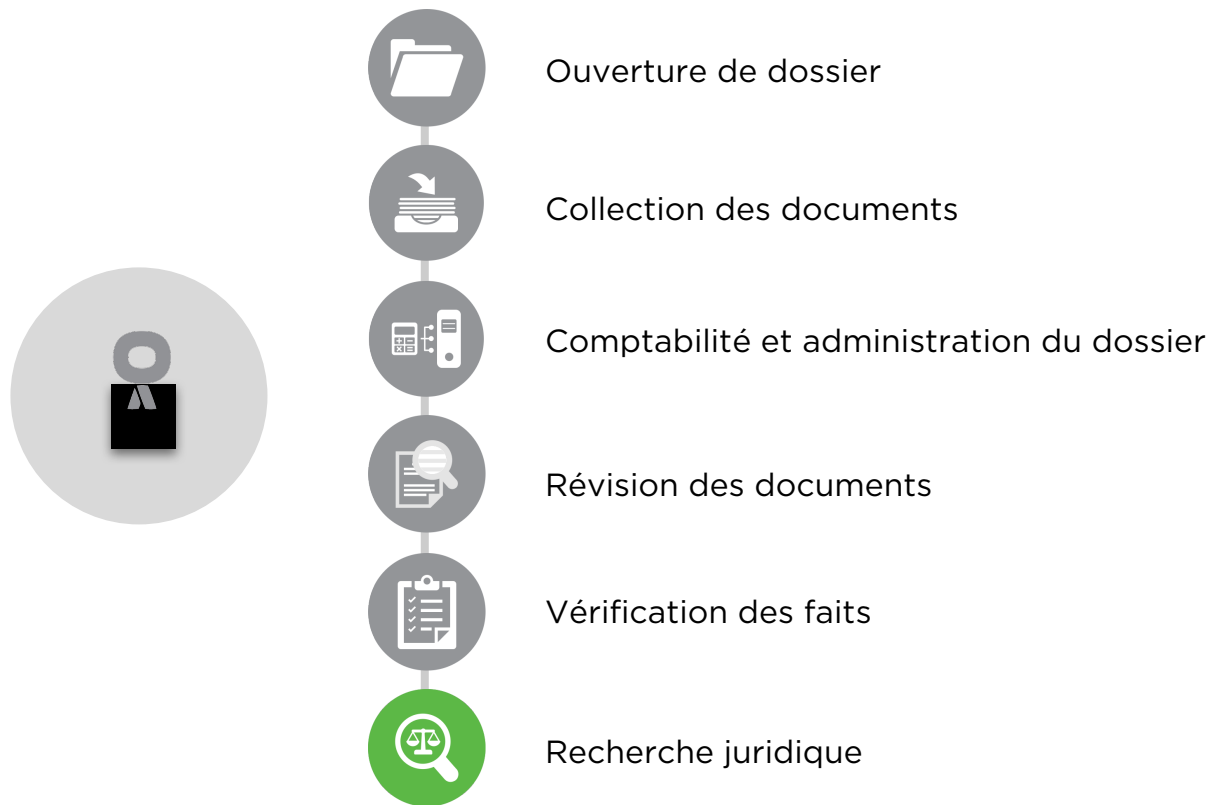 Ouverture de dossier
Collection des documents
Comptabilité et administration du dossier
Révision des documents
Vérification des faits
Recherche juridique